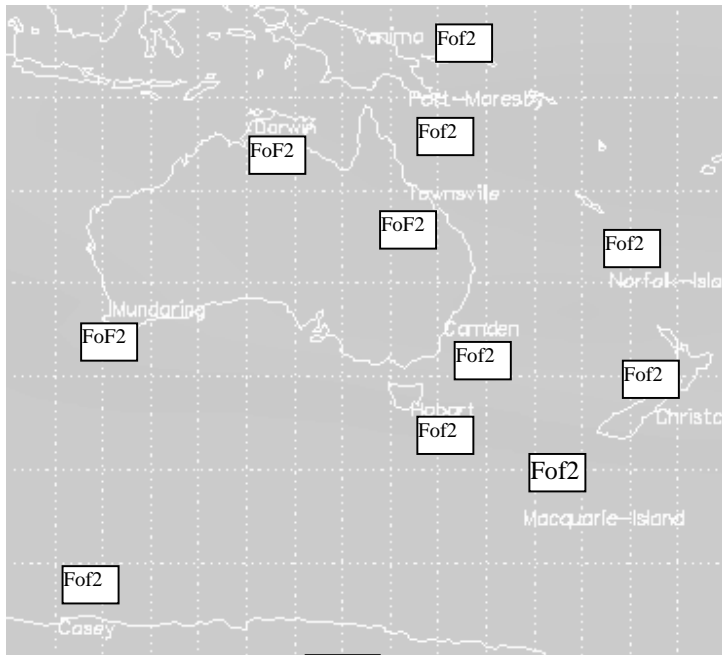 Vanima
Fof2
Port-Moresby
Darwin
Fof2
FoF2
Townsville
FoF2
Fof2
Norfolk-Isla
Mundaring
FoF2
Camden
Fof2
Fof2
Hobart
Christc
Fof2
Fof2
Macquarie-Island
Fof2
Casey